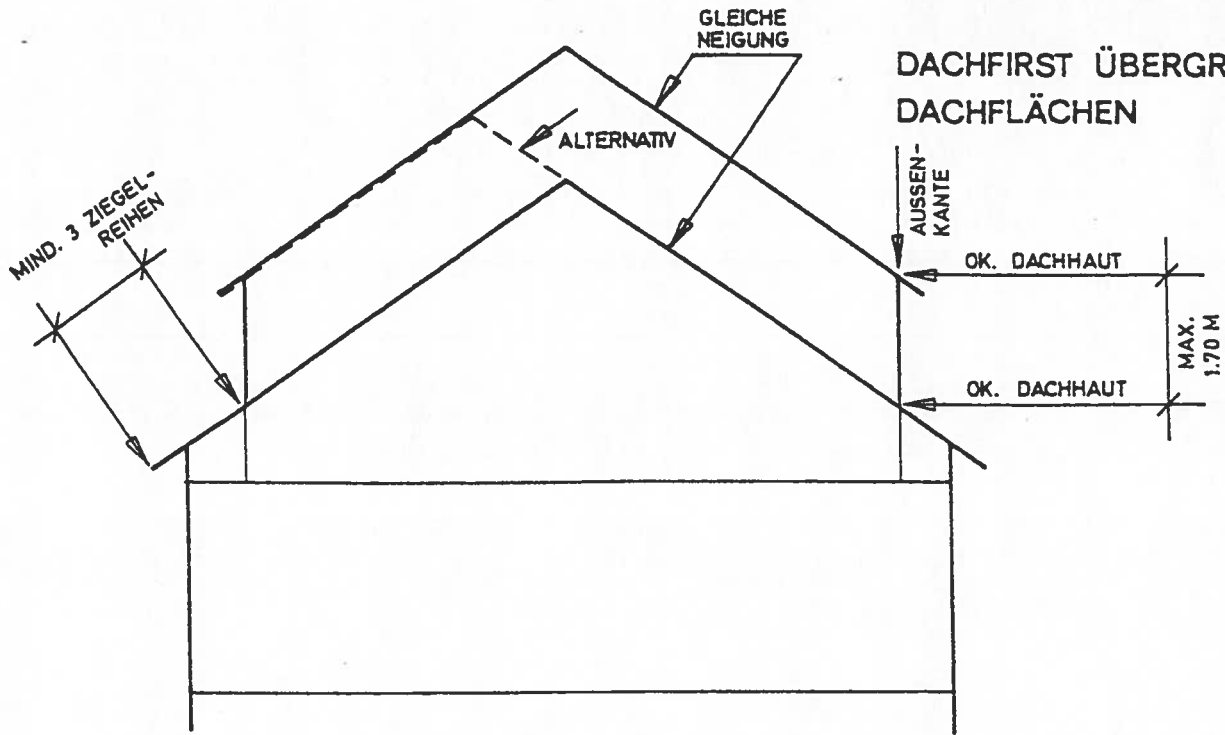 GLEICHE
NEIGUNG
DACHFIRST ÜBERGR
DACHFLÄCHEN
ALTERNATIV
MIND. 3 ZIEGEL-
REIHEN
AUSSEN-
KANTE
OK. DACHHAUT
MAX.
1.70 M
OK. DACHHAUT